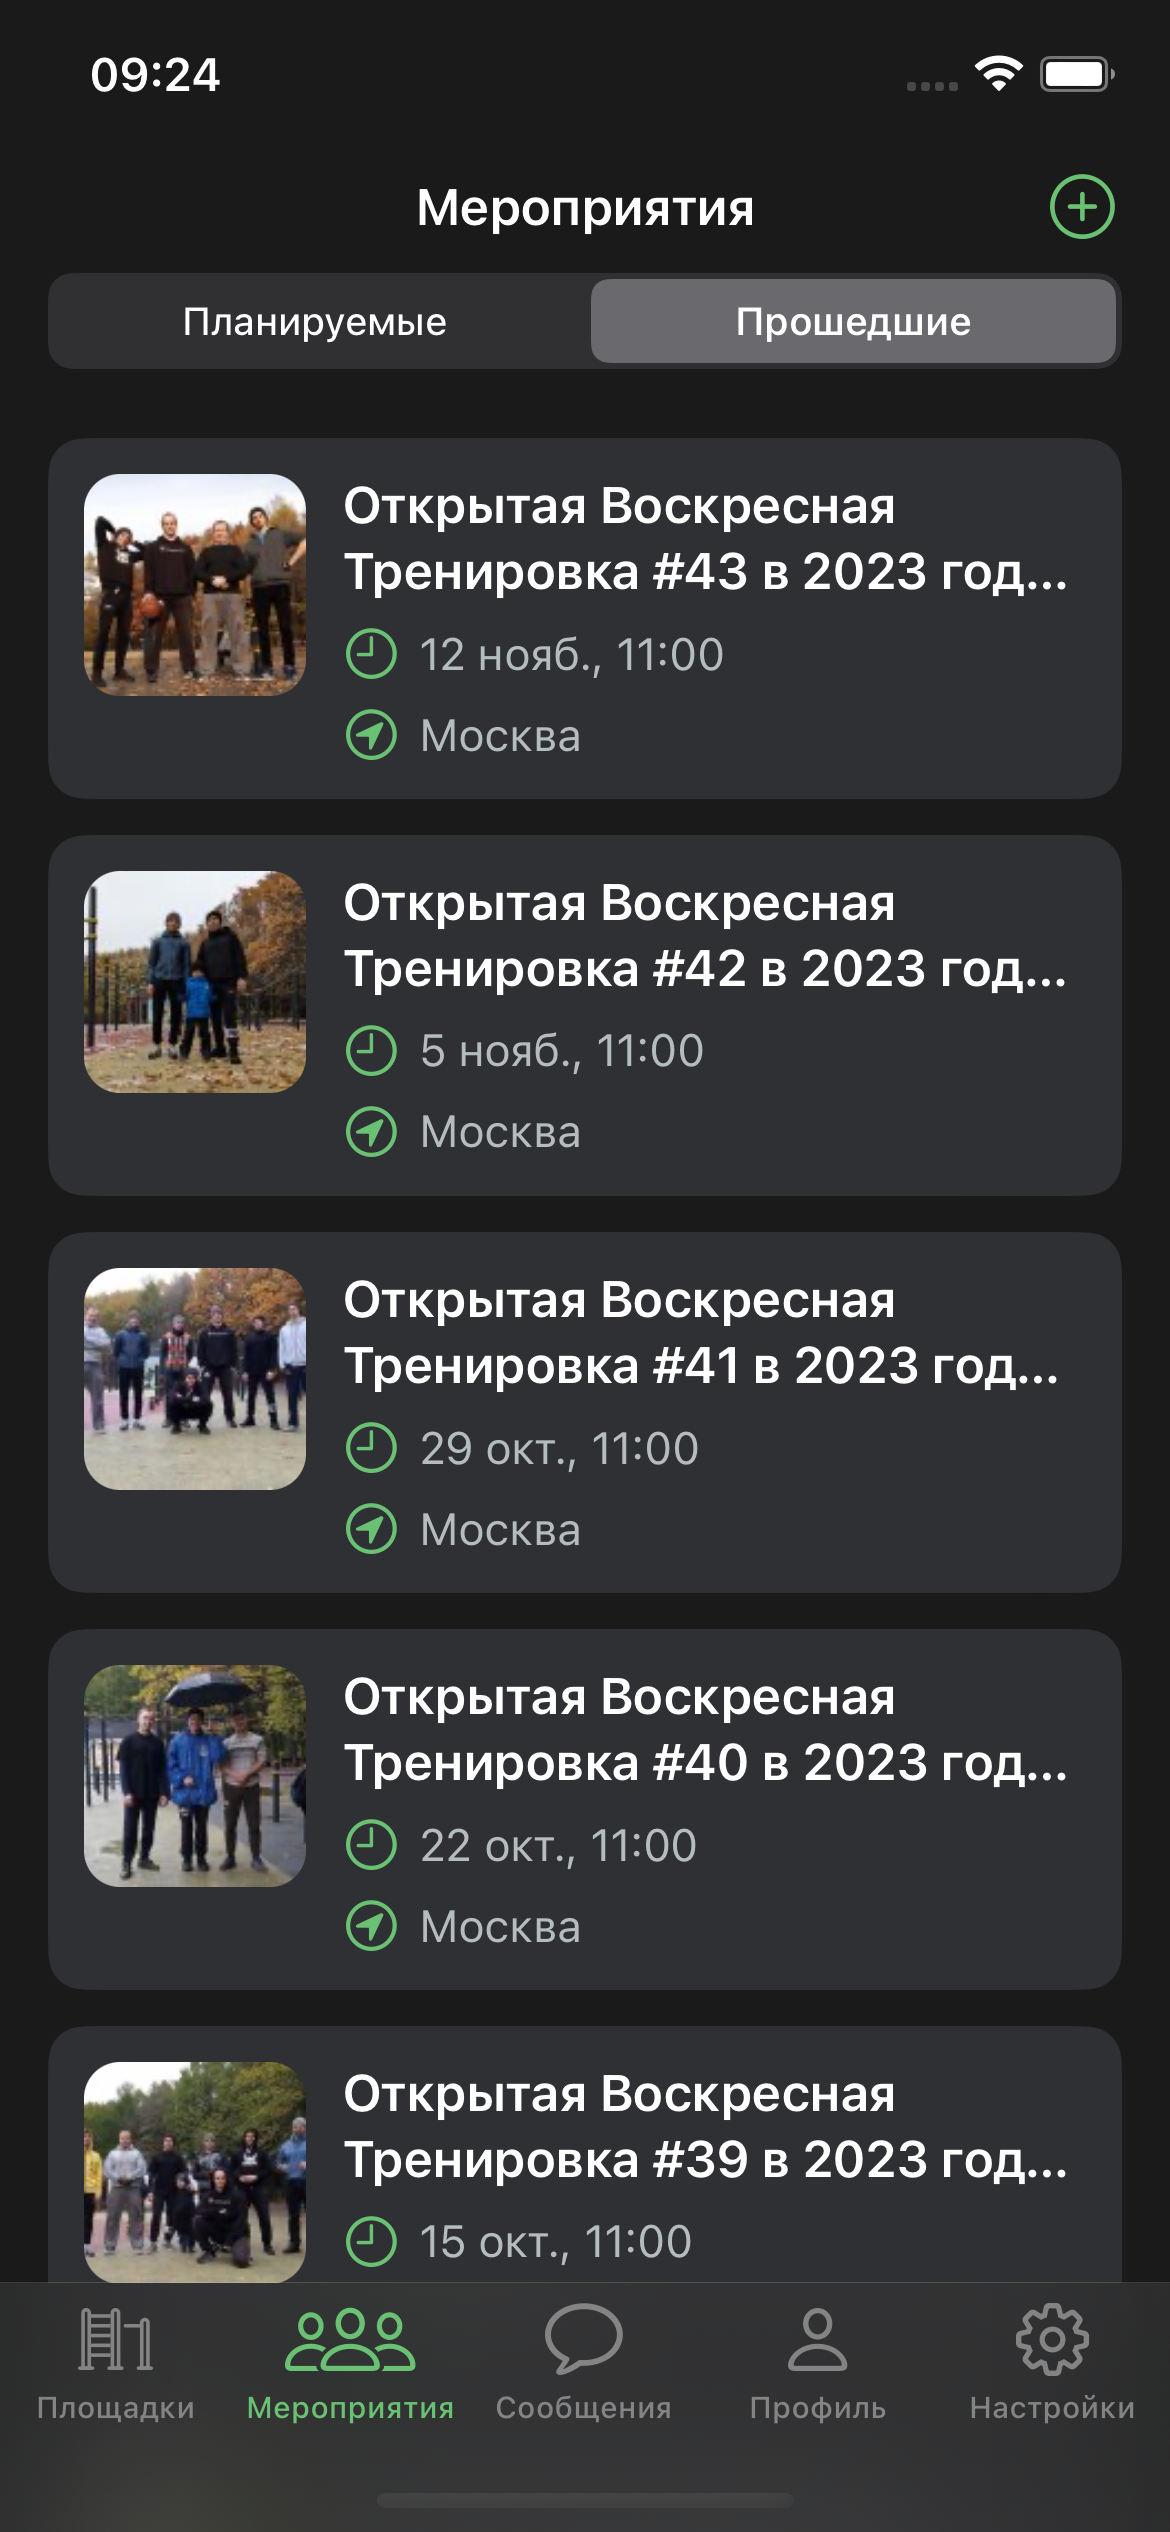 09:24
Мероприятия
Планируемые
Прошедшие
Открытая Воскресная
Тренировка #43 в 2023 год...
12 нояб., 11:00
Москва
Открытая Воскресная
Тренировка #42 в 2023 год...
5 нояб., 11:00
Москва
Открытая Воскресная
Тренировка #41 в 2023 год...
29 окт., 11:00
Москва
Открытая Воскресная
Тренировка #40 в 2023 год...
22 окт., 11:00
Москва
Открытая Воскресная
Тренировка #39 в 2023 год...
15 окт., 11:00
Площадки
Мероприятия
Сообщения
Профиль
Настройки